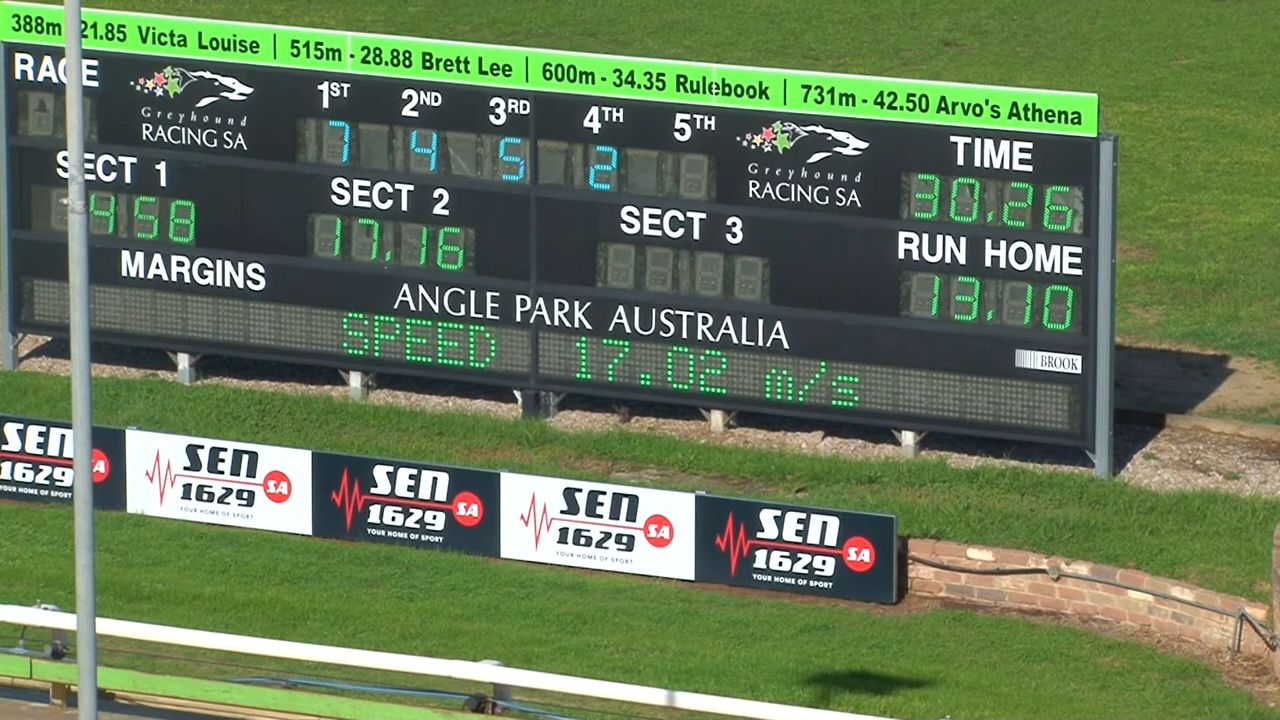 388m - 21.85 Victa Louise | 515m - 28.88 Brett Lee | 600m - 34.35 Rulebook | 731m - 42.50 Arvo's Athena
RACE
Greyhound
RACING SA
1ST 2ND 3RD 4TH 5TH
7 4 5 2
Greyhound
RACING SA
TIME
30.26
SECT 1
4 58
SECT 2
17.16
SECT 3
RUN HOME
13.10
MARGINS
ANGLE PARK AUSTRALIA
SPEED 17.02 m/s
BROOK
SEN
1629
SA
YOUR HOME OF SPORT
SEN
1629
SA
YOUR HOME OF SPORT
SEN
1629
SA
YOUR HOME OF SPORT
SEN
1629
SA
YOUR HOME OF SPORT
SEN
1629
SA
YOUR HOME OF SPORT